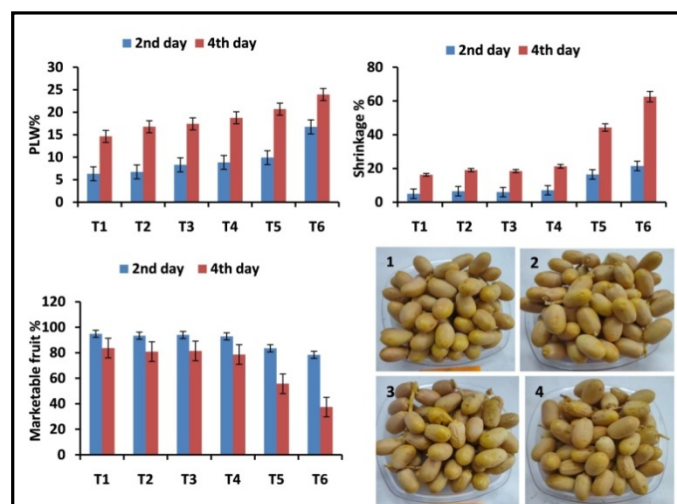 2nd day 4th day
PLW%
30
25
20
15
10
5
0
T1 T2 T3 T4 T5 T6
2nd day 4th day
Shrinkage %
80
60
40
20
0
T1 T2 T3 T4 T5 T6
2nd day 4th day
Marketable fruit %
120
100
80
60
40
20
0
T1 T2 T3 T4 T5 T6
1
2
3
4